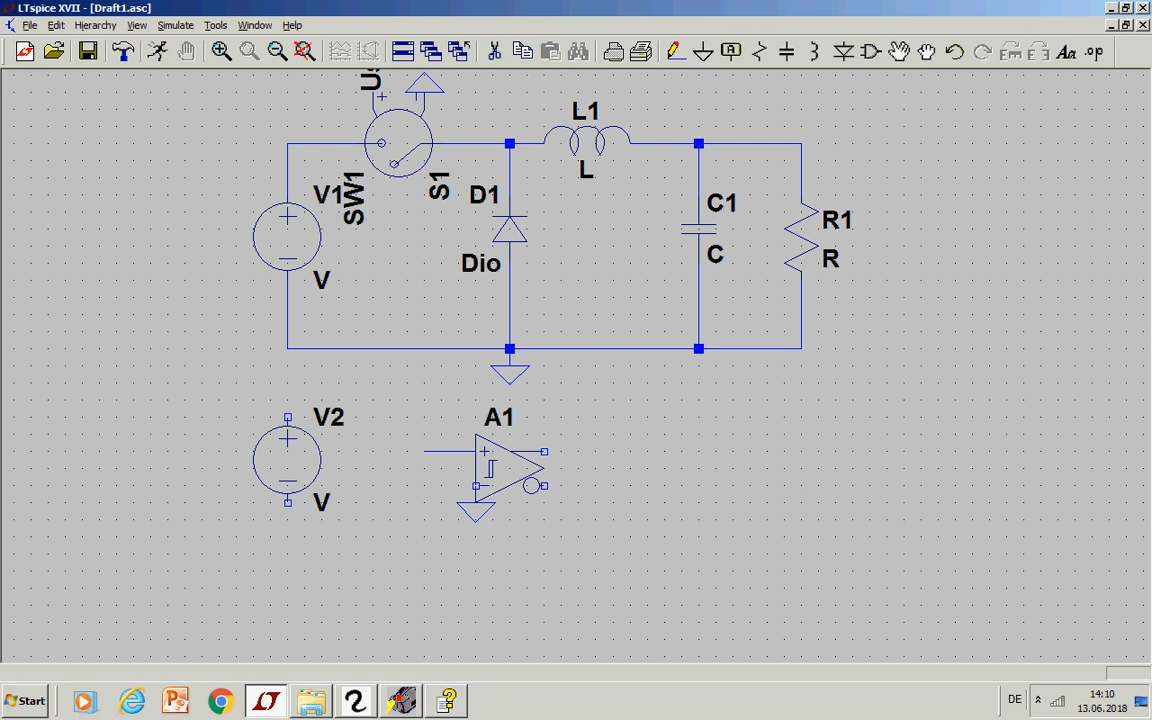 LTspice XVII - [Draft1.asc]
File Edit Hierarchy View Simulate Tools Window Help
Aa .op
L1
L
V1
SW1
S1
D1
C1
R1
Dio
C
R
V
V2
A1
V
Start
DE
14:10
13.06.2018